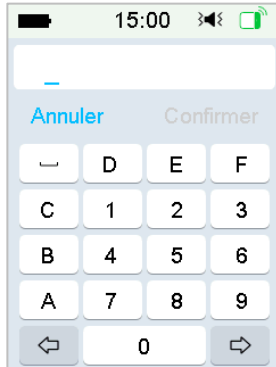 15:00
_
Annuler Confirmer
⎵ D E F
C 1 2 3
B 4 5 6
A 7 8 9
⇦ 0 ⇨